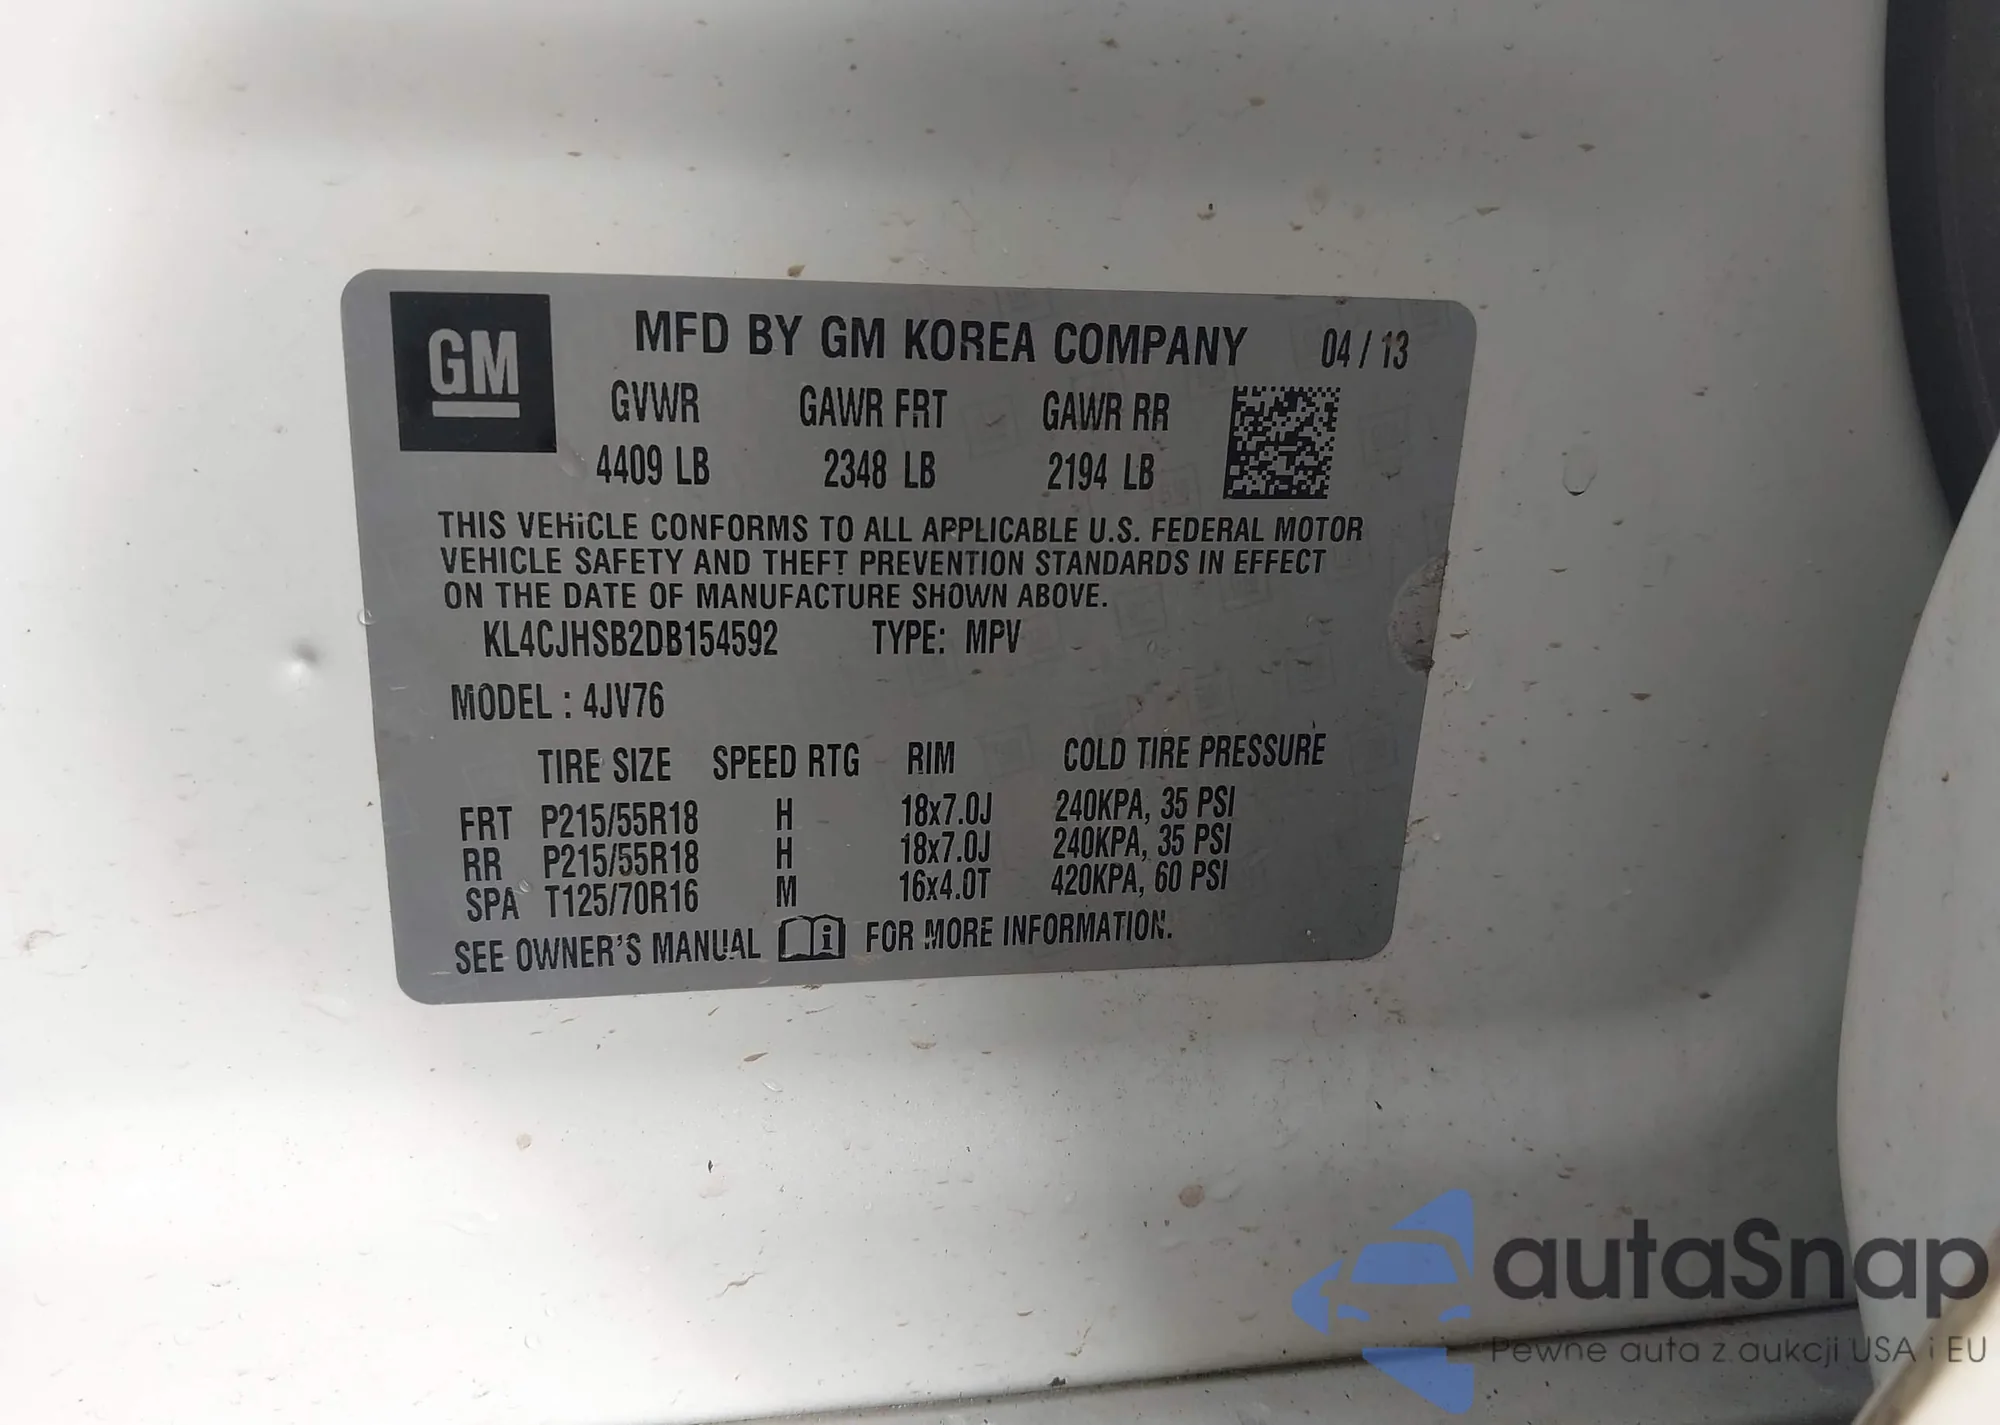 GM
MFD BY GM KOREA COMPANY 04 / 13
GVWR GAWR FRT GAWR RR
4409 LB 2348 LB 2194 LB
THIS VEHICLE CONFORMS TO ALL APPLICABLE U.S. FEDERAL MOTOR
VEHICLE SAFETY AND THEFT PREVENTION STANDARDS IN EFFECT
ON THE DATE OF MANUFACTURE SHOWN ABOVE.
KL4CJHSB2DB154592 TYPE: MPV
MODEL : 4JV76
TIRE SIZE SPEED RTG RIM COLD TIRE PRESSURE
FRT P215/55R18 H 18x7.0J 240KPA, 35 PSI
RR P215/55R18 H 18x7.0J 240KPA, 35 PSI
SPA T125/70R16 M 16x4.0T 420KPA, 60 PSI
SEE OWNER'S MANUAL i FOR MORE INFORMATION.
autaSnap
Pewne auta z aukcji USA i EU